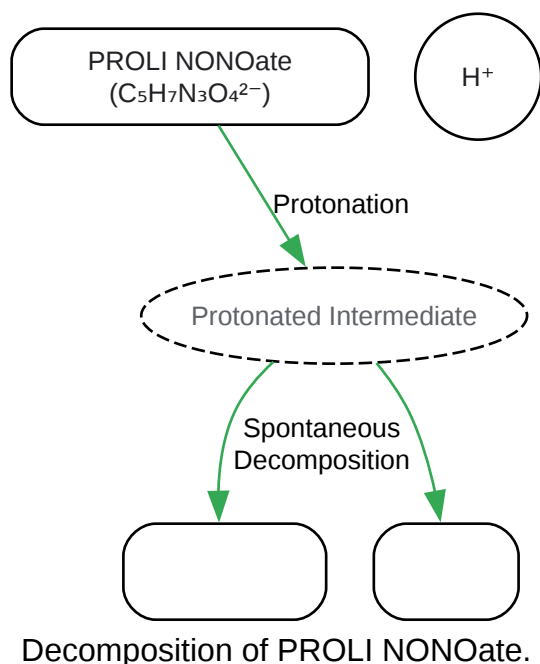 PROLI NONOate
(C₅H₇N₃O₄²⁻)
H⁺
Protonation
Protonated Intermediate
Spontaneous
Decomposition
Decomposition of PROLI NONOate.